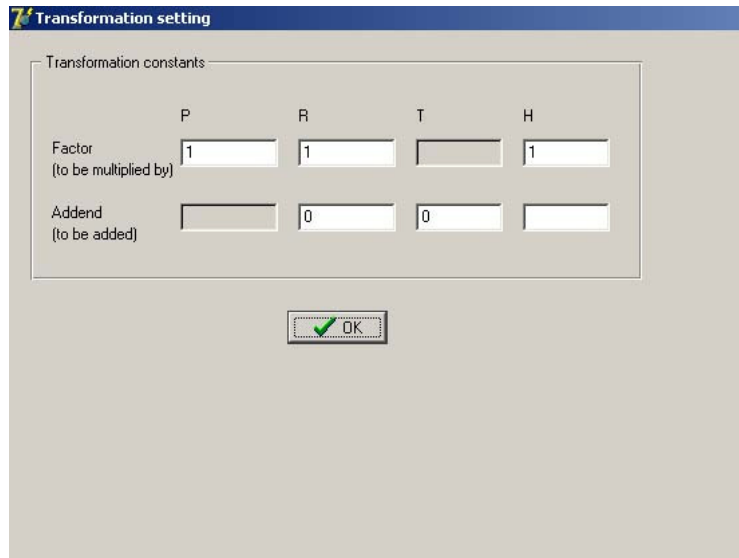 Transformation setting
Transformation constants
P R T H
Factor
(to be multiplied by)
1 1 1
Addend
(to be added)
0 0
OK